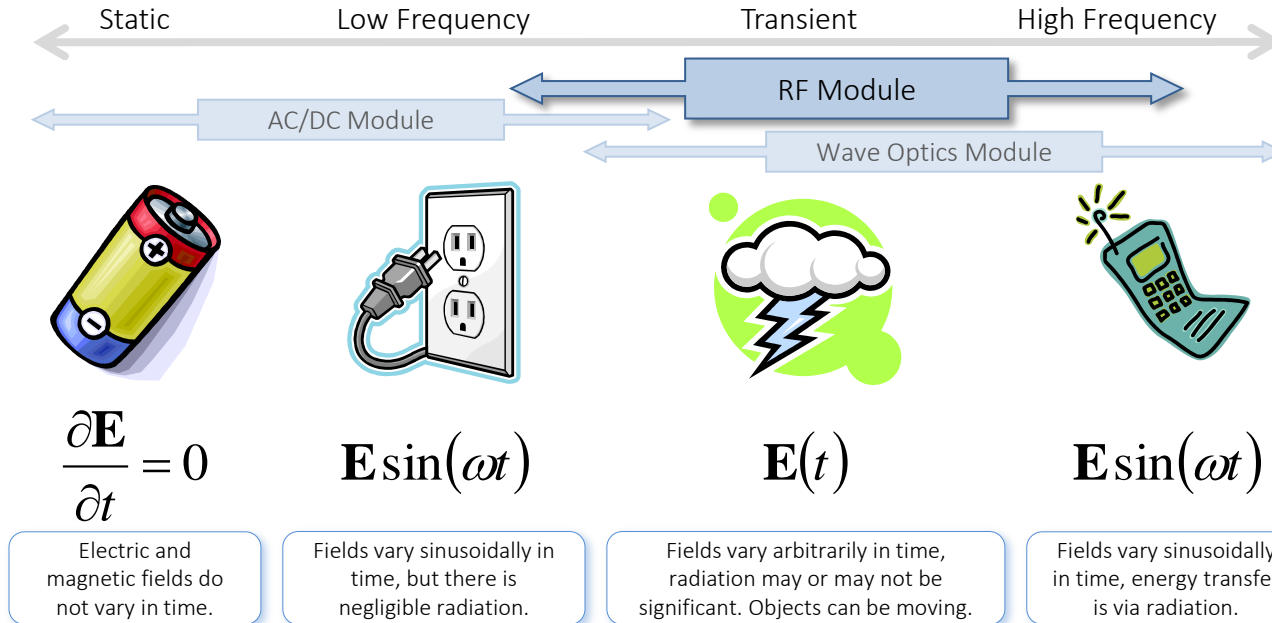 Static
Low Frequency
Transient
High Frequency
RF Module
AC/DC Module
Wave Optics Module
∂E
∂t
= 0
E sin(ωt)
E(t)
E sin(ωt)
Electric and
magnetic fields do
not vary in time.
Fields vary sinusoidally in
time, but there is
negligible radiation.
Fields vary arbitrarily in time,
radiation may or may not be
significant. Objects can be moving.
Fields vary sinusoidally
in time, energy transfe
is via radiation.